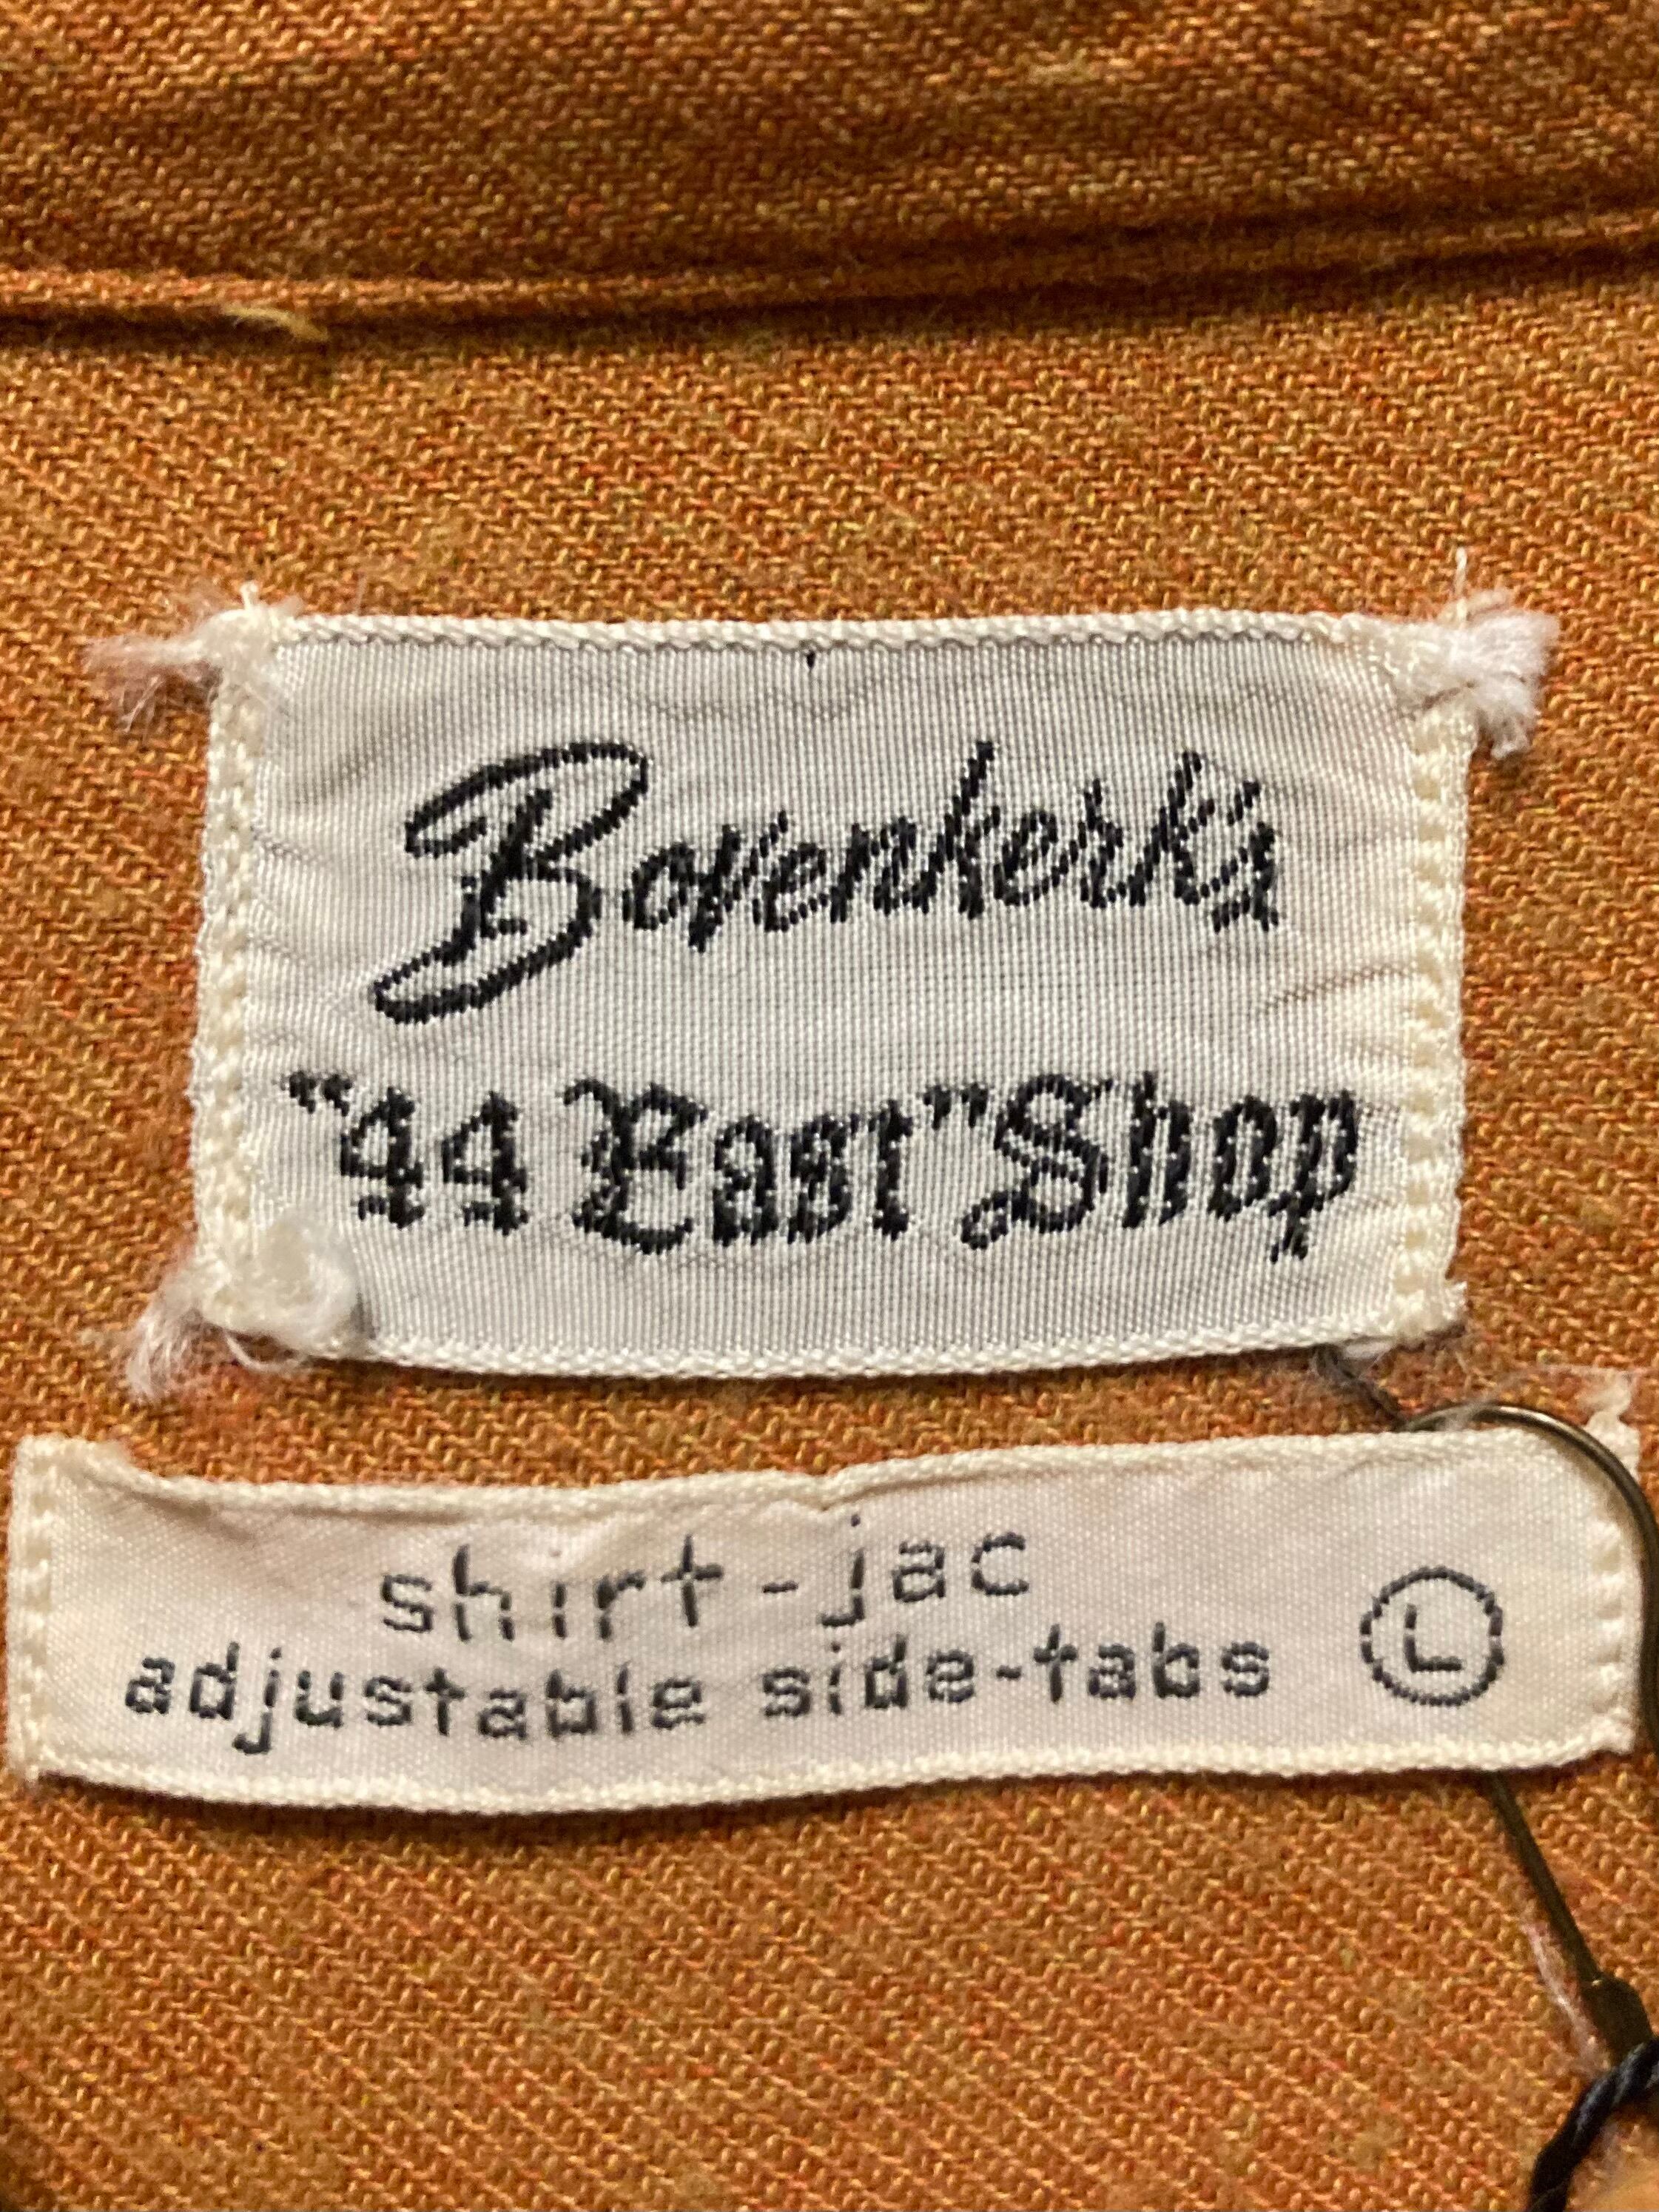 Bovenkerk's
“44 East” Shop
shirt-jac
adjustable side-tabs
L